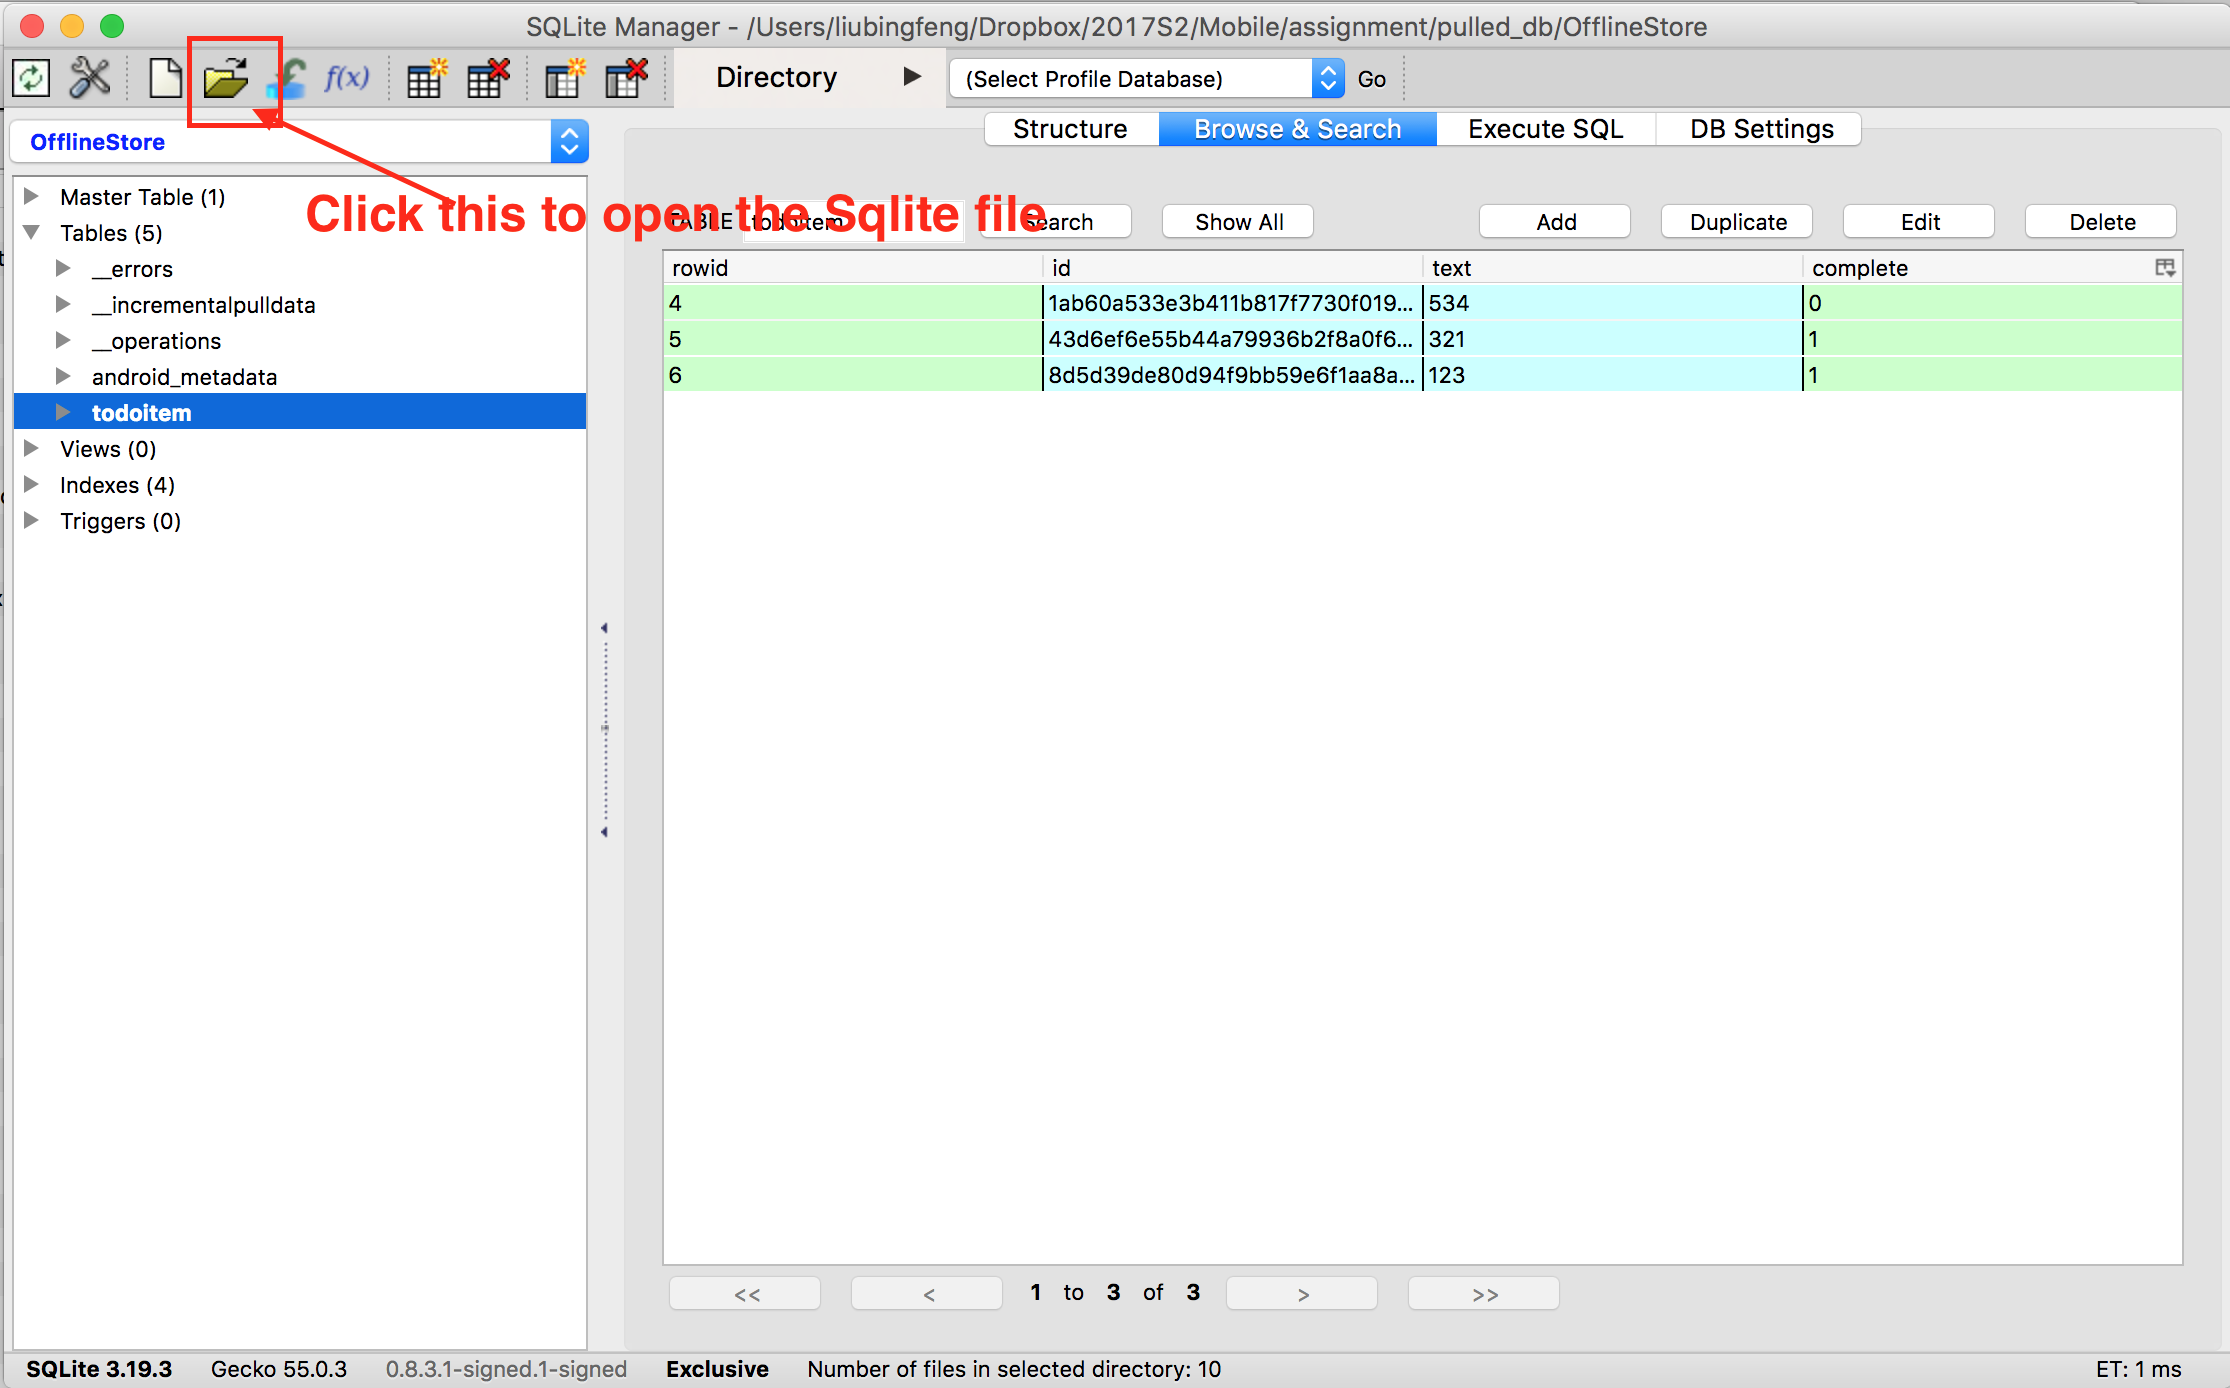 SQLite Manager - /Users/liubingfeng/Dropbox/2017S2/Mobile/assignment/pulled_db/OfflineStore
f(x) Directory (Select Profile Database) Go
OfflineStore
Structure Browse & Search Execute SQL DB Settings
Click this to open the Sqlite file
Master Table (1)
TABLE todoitem Search Show All Add Duplicate Edit Delete
Tables (5)
rowid id text complete
__errors
4 1ab60a533e3b411b817f7730f019... 534 0
__incrementalpulldata
5 43d6ef6e55b44a79936b2f8a0f6... 321 1
__operations
6 8d5d39de80d94f9bb59e6f1aa8a... 123 1
android_metadata
todoitem
Views (0)
Indexes (4)
Triggers (0)
<< < 1 to 3 of 3 > >>
SQLite 3.19.3 Gecko 55.0.3 0.8.3.1-signed.1-signed Exclusive Number of files in selected directory: 10 ET: 1 ms